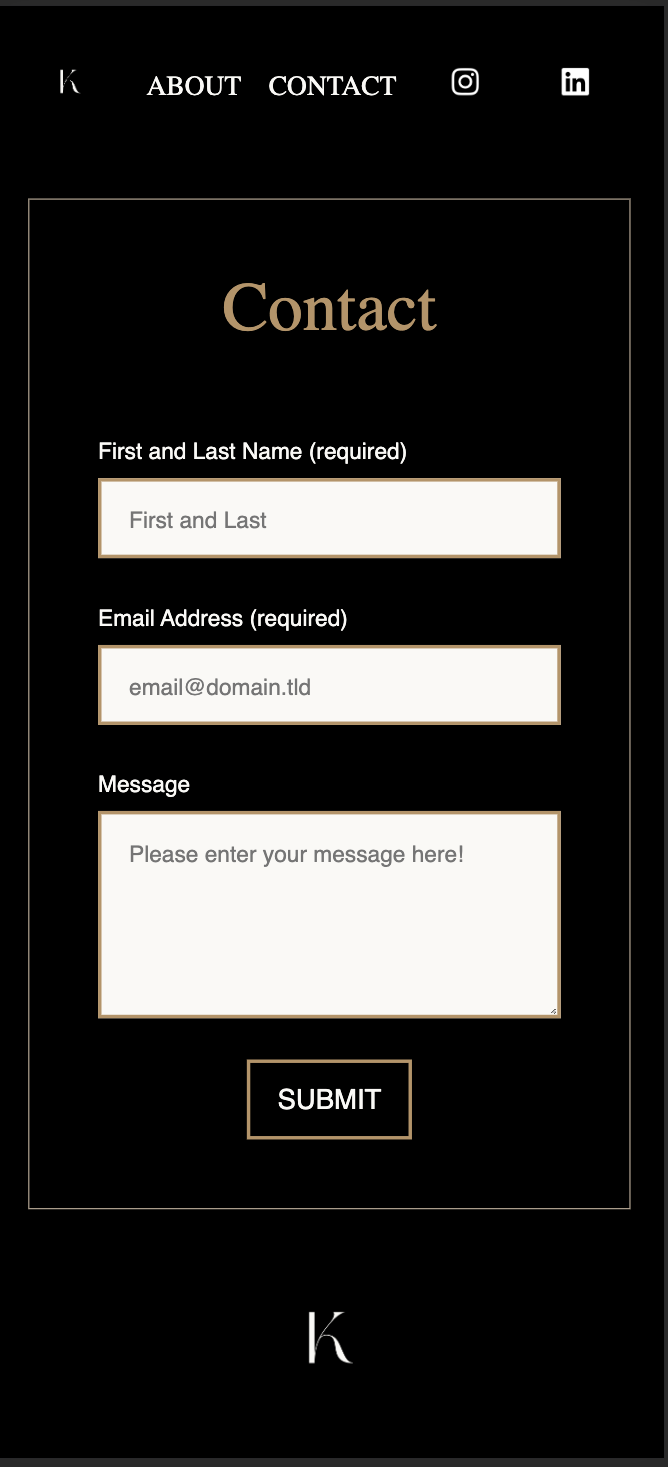 K
ABOUT CONTACT
in
Contact
First and Last Name (required)
First and Last
Email Address (required)
email@domain.tld
Message
Please enter your message here!
SUBMIT
K